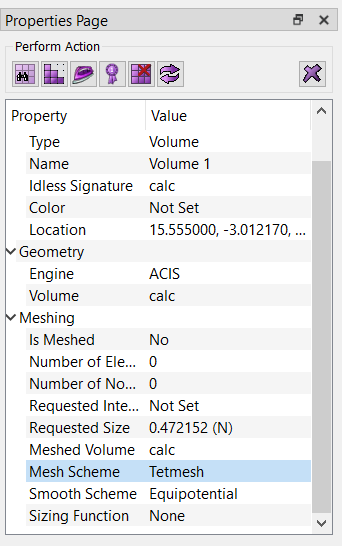 Properties Page
Perform Action
Property Value
Type Volume
Name Volume 1
Idless Signature calc
Color Not Set
Location 15.555000, -3.012170, ...
Geometry
Engine ACIS
Volume calc
Meshing
Is Meshed No
Number of Ele... 0
Number of No... 0
Requested Inte... Not Set
Requested Size 0.472152 (N)
Meshed Volume calc
Mesh Scheme Tetmesh
Smooth Scheme Equipotential
Sizing Function None